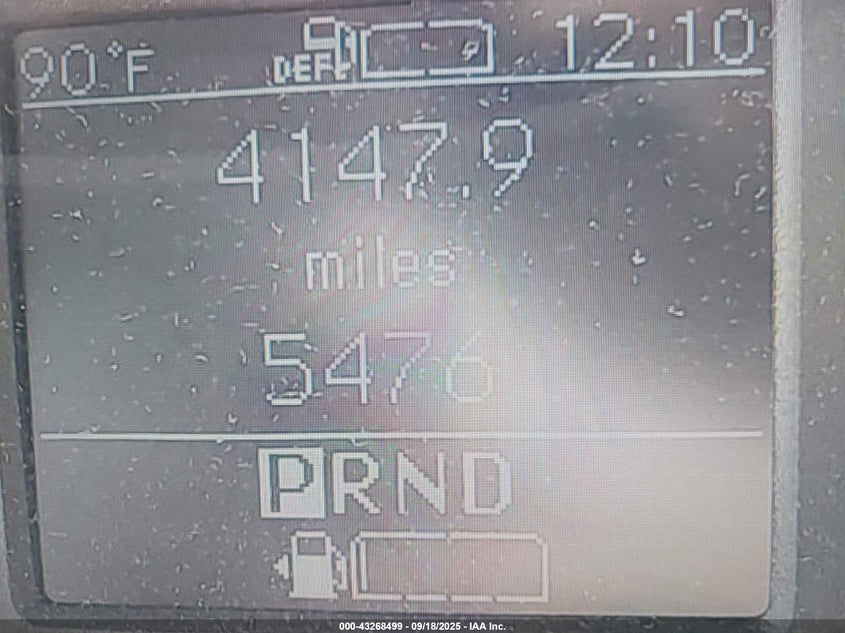 90°F DEF 12:10
4147.9
miles
5476
PRND
000-43268499 - 09/18/2025 - IAA Inc.